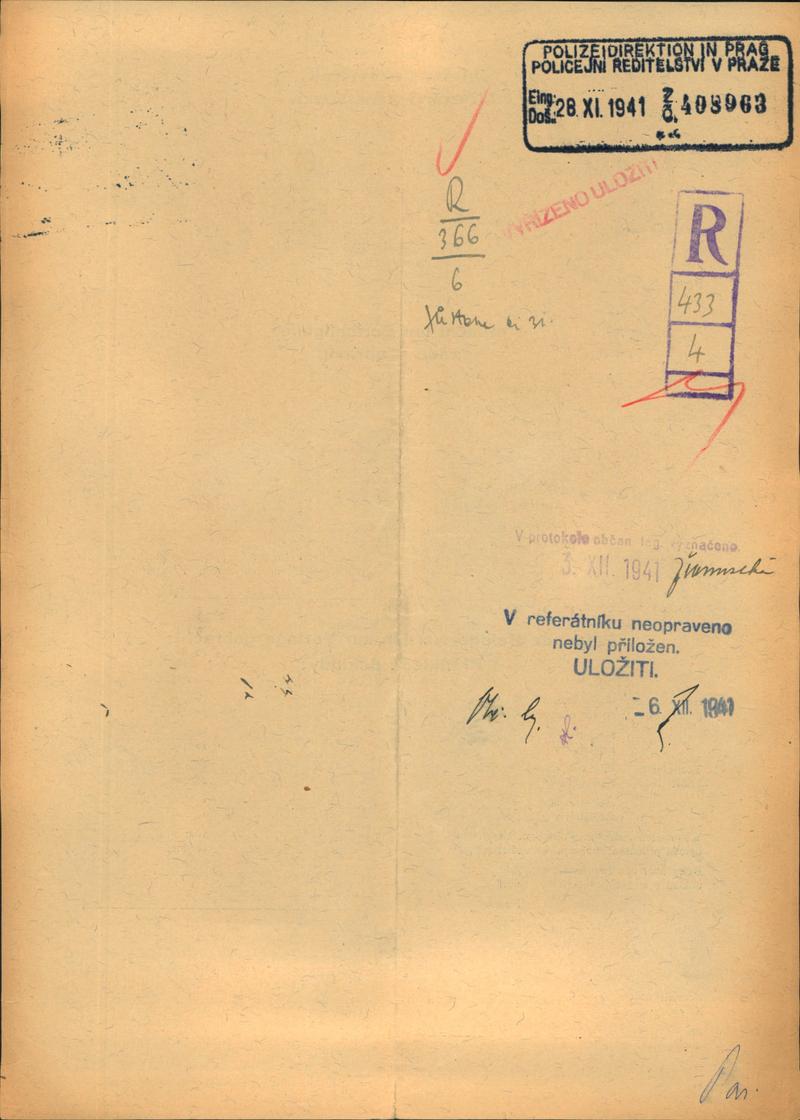 POLIZEIDIREKTION IN PRAG
POLICEJNÍ ŘEDITELSTVÍ V PRAZE
Eing.
Doš.: 28. XI. 1941 Z. Č. 408963
VYŘÍZENO ULOŽITI
R
366
6
R
433
4
V protokole občan. leg. vyznačeno.
3. XII. 1941
V referátníku neopraveno
nebyl přiložen.
ULOŽITI.
- 6. XII. 1941